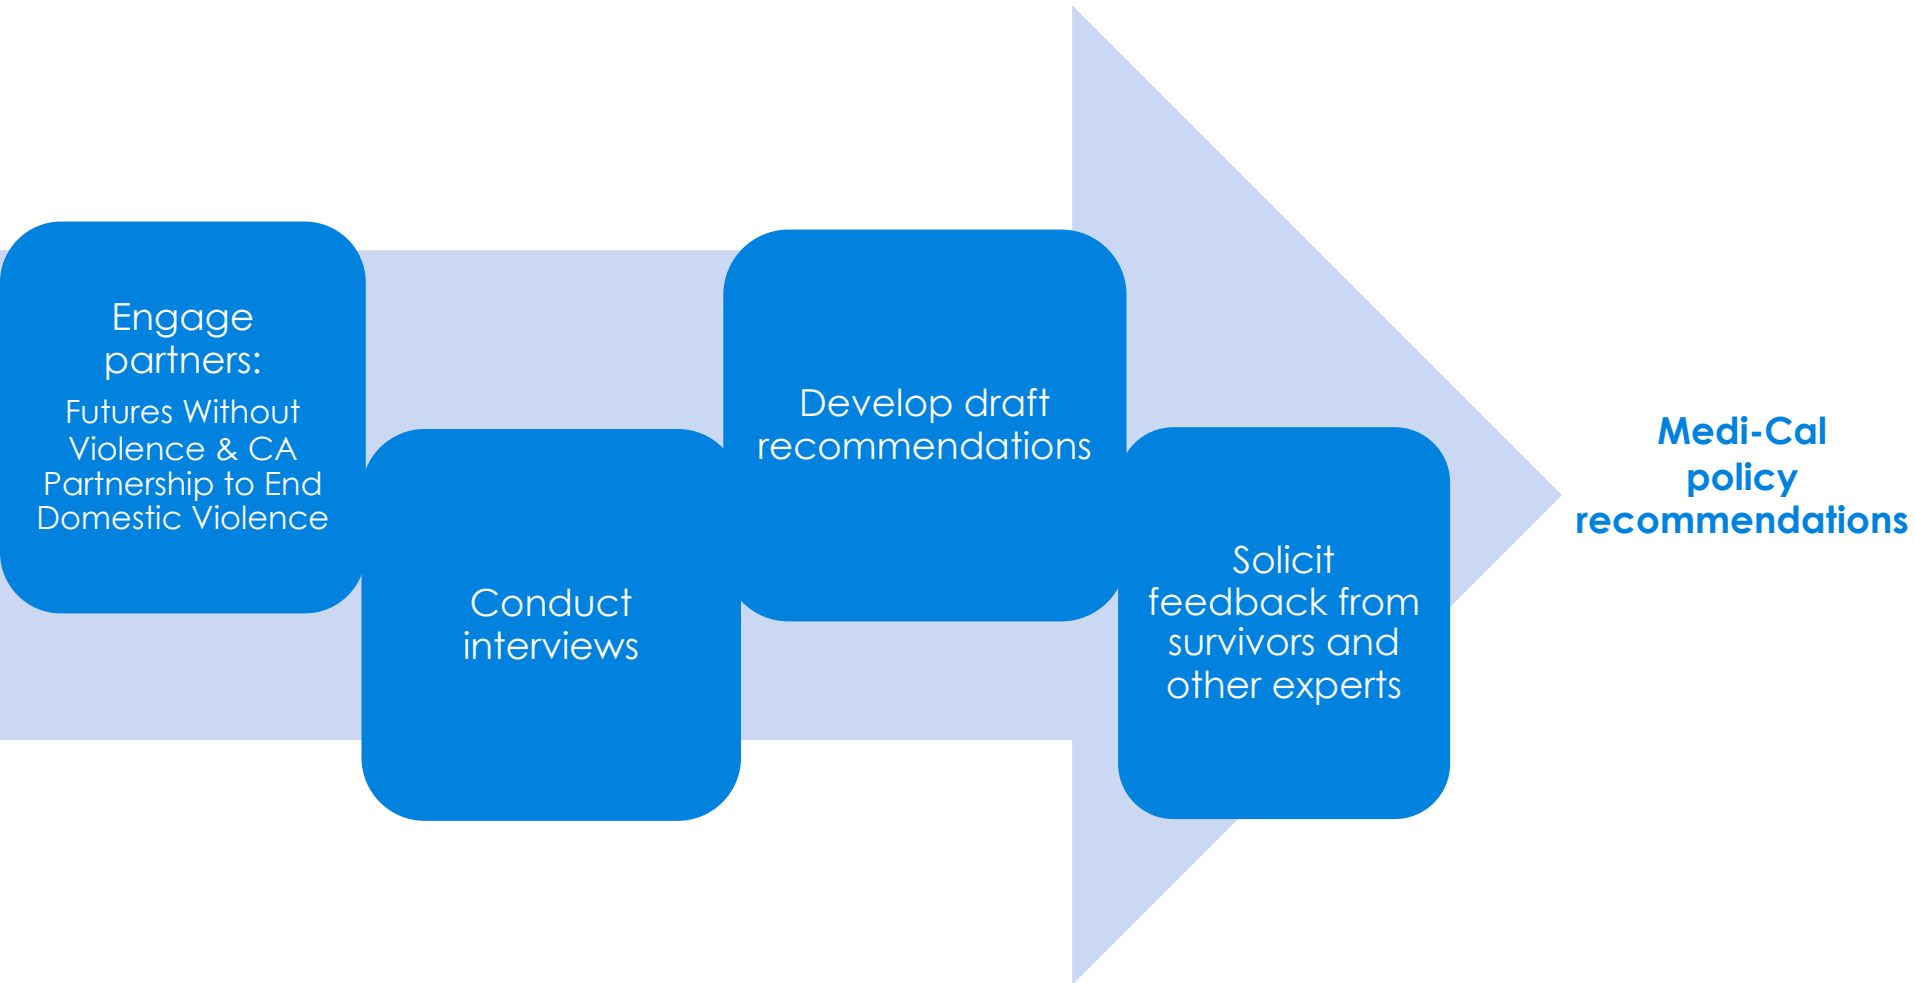 Engage
partners:
Futures Without
Violence & CA
Partnership to End
Domestic Violence
Conduct
interviews
Develop draft
recommendations
Solicit
feedback from
survivors and
other experts
Medi-Cal
policy
recommendations